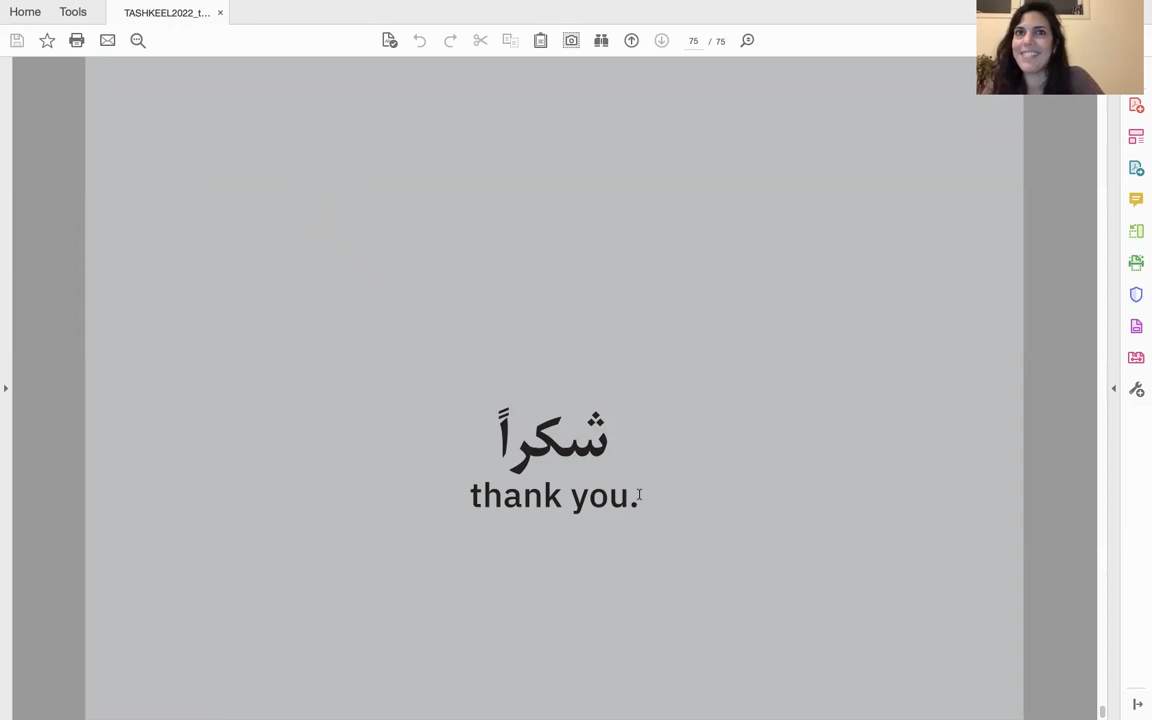 Home
Tools
TASHKEEL2022_t...
75 / 75
شكراً
thank you.